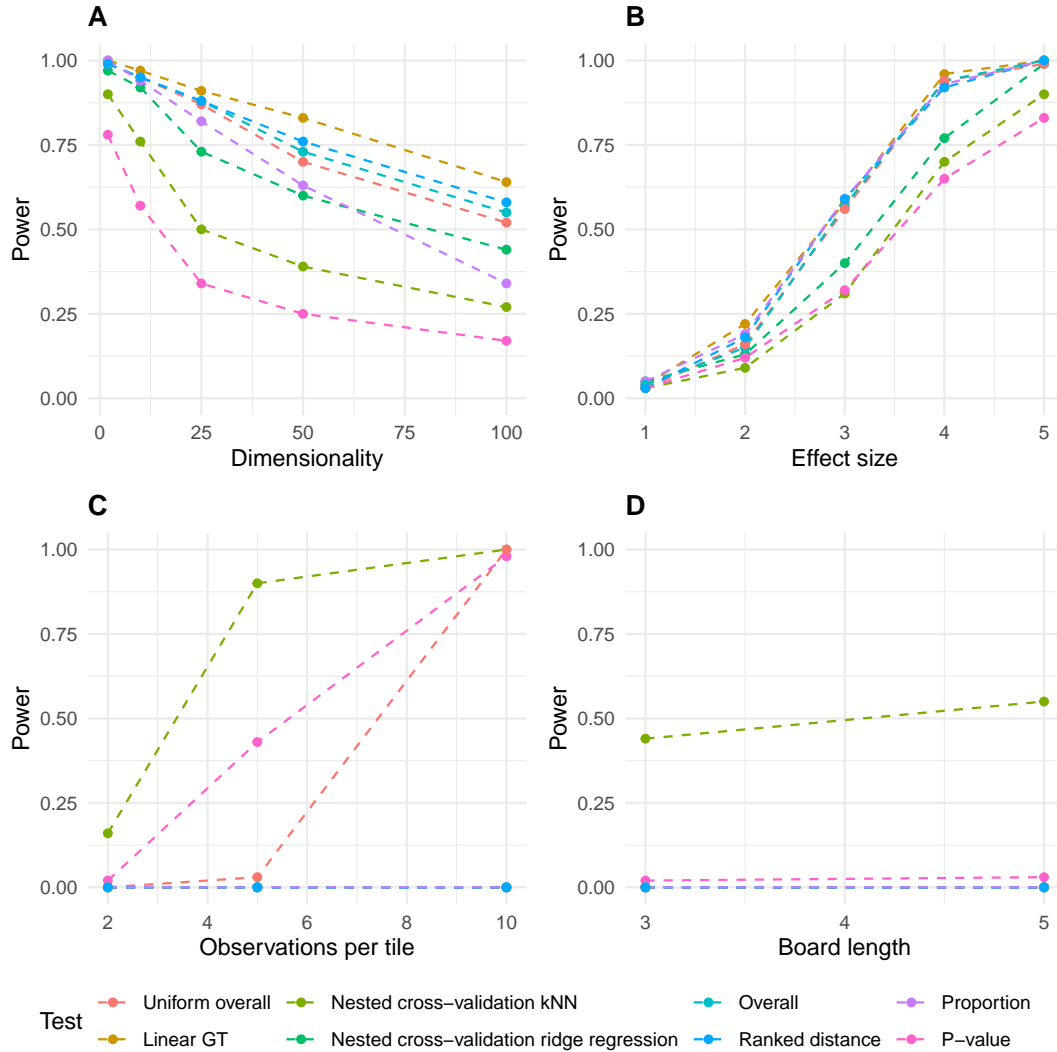 A
1.00
0.75
0.50
0.25
0.00
Power
0 25 50 75 100
Dimensionality
B
1.00
0.75
0.50
0.25
0.00
Power
1 2 3 4 5
Effect size
C
1.00
0.75
0.50
0.25
0.00
Power
2 4 6 8 10
Observations per tile
D
1.00
0.75
0.50
0.25
0.00
Power
3 4 5
Board length
Test
Uniform overall Nested cross−validation kNN Overall Proportion
Linear GT Nested cross−validation ridge regression Ranked distance P−value